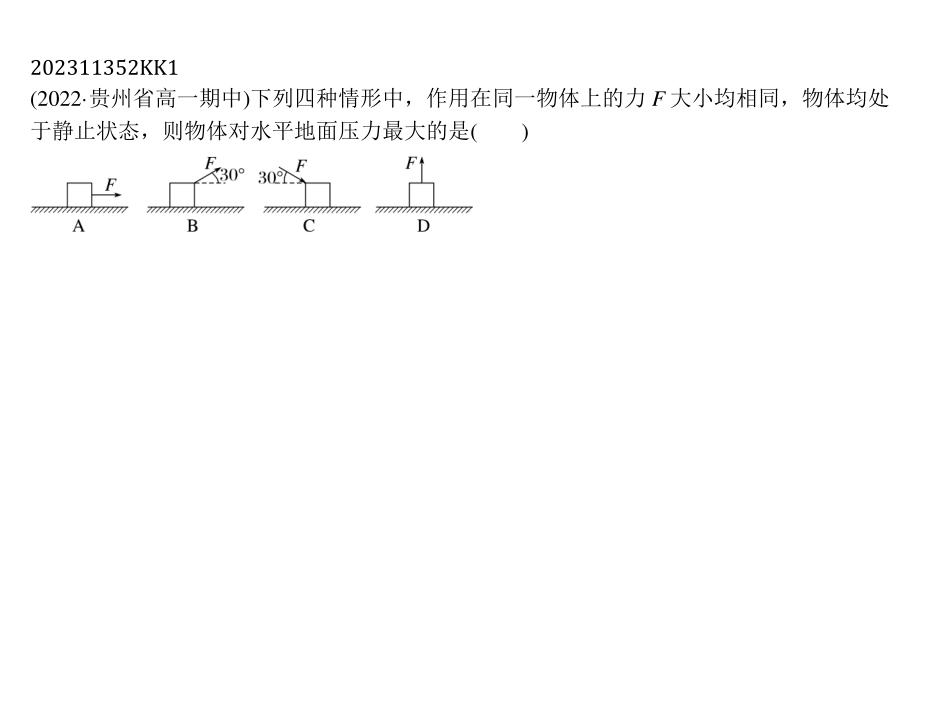 202311352KK1
(2022·贵州省高一期中)下列四种情形中，作用在同一物体上的力 F 大小均相同，物体均处
于静止状态，则物体对水平地面压力最大的是(　　)
F F 30° 30° F F
A B C D